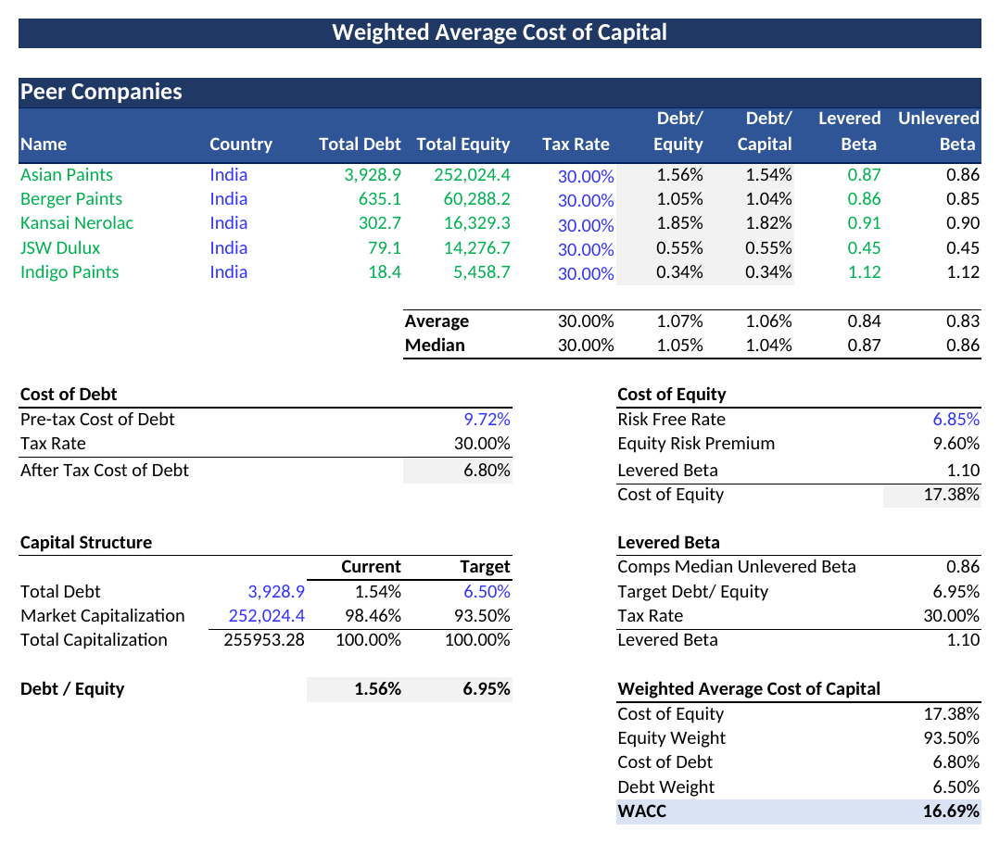 Weighted Average Cost of Capital
Peer Companies
Name Country Total Debt Total Equity Tax Rate Debt/ Equity Debt/ Capital Levered Beta Unlevered Beta
Asian Paints India 3,928.9 252,024.4 30.00% 1.56% 1.54% 0.87 0.86
Berger Paints India 635.1 60,288.2 30.00% 1.05% 1.04% 0.86 0.85
Kansai Nerolac India 302.7 16,329.3 30.00% 1.85% 1.82% 0.91 0.90
JSW Dulux India 79.1 14,276.7 30.00% 0.55% 0.55% 0.45 0.45
Indigo Paints India 18.4 5,458.7 30.00% 0.34% 0.34% 1.12 1.12
Average 30.00% 1.07% 1.06% 0.84 0.83
Median 30.00% 1.05% 1.04% 0.87 0.86
Cost of Debt
Pre-tax Cost of Debt 9.72%
Tax Rate 30.00%
After Tax Cost of Debt 6.80%
Cost of Equity
Risk Free Rate 6.85%
Equity Risk Premium 9.60%
Levered Beta 1.10
Cost of Equity 17.38%
Capital Structure
Current Target
Total Debt 3,928.9 1.54% 6.50%
Market Capitalization 252,024.4 98.46% 93.50%
Total Capitalization 255953.28 100.00% 100.00%
Debt / Equity 1.56% 6.95%
Levered Beta
Comps Median Unlevered Beta 0.86
Target Debt/ Equity 6.95%
Tax Rate 30.00%
Levered Beta 1.10
Weighted Average Cost of Capital
Cost of Equity 17.38%
Equity Weight 93.50%
Cost of Debt 6.80%
Debt Weight 6.50%
WACC 16.69%